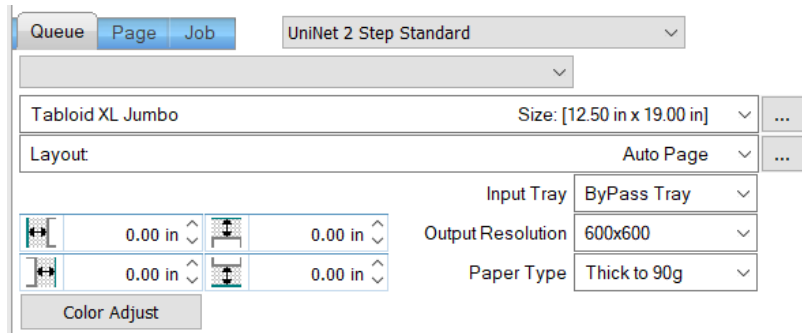 Queue Page Job UniNet 2 Step Standard
Tabloid XL Jumbo Size: [12.50 in x 19.00 in] ...
Layout: Auto Page ...
Input Tray ByPass Tray
0.00 in 0.00 in Output Resolution 600x600
0.00 in 0.00 in Paper Type Thick to 90g
Color Adjust